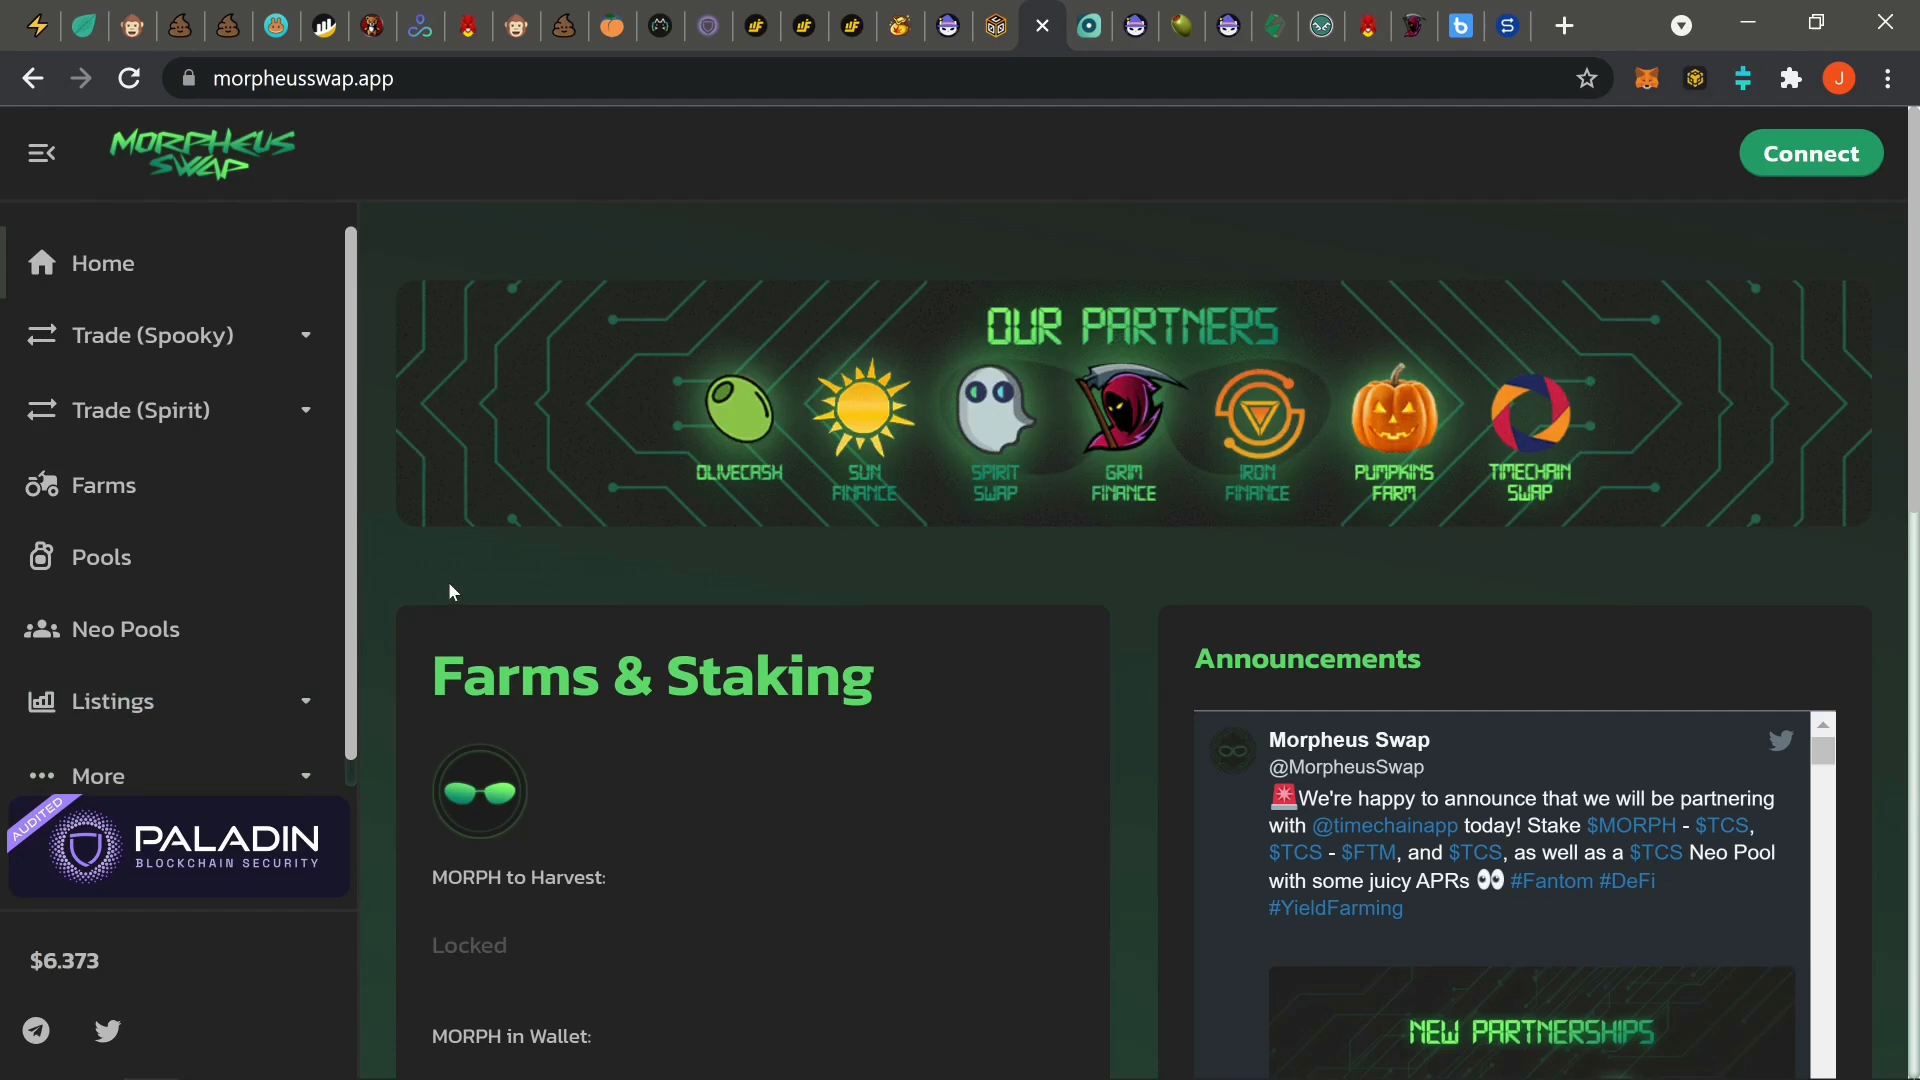 morpheusswap.app
J
MORPHEUS
SWAP
Connect
Home
Trade (Spooky)
Trade (Spirit)
Farms
Pools
Neo Pools
Listings
More
AUDITED
PALADIN
BLOCKCHAIN SECURITY
$6.373
OUR PARTNERS
OLIVECASH
SUN
FINANCE
SPIRIT
SWAP
GRIM
FINANCE
IRON
FINANCE
PUMPKINS
FARM
TIMECHAIN
SWAP
Farms & Staking
MORPH to Harvest:
Locked
MORPH in Wallet:
Announcements
Morpheus Swap
@MorpheusSwap
🚨We're happy to announce that we will be partnering
with @timechainapp today! Stake $MORPH - $TCS,
$TCS - $FTM, and $TCS, as well as a $TCS Neo Pool
with some juicy APRs 👀 #Fantom #DeFi
#YieldFarming
NEW PARTNERSHIPS